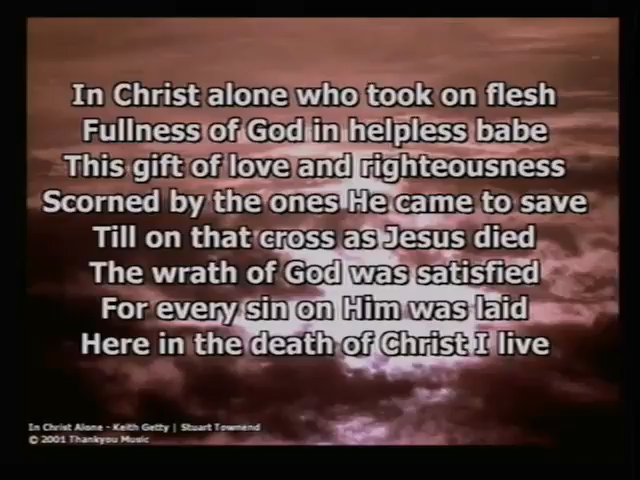 In Christ alone who took on flesh
Fullness of God in helpless babe
This gift of love and righteousness
Scorned by the ones He came to save
Till on that cross as Jesus died
The wrath of God was satisfied
For every sin on Him was laid
Here in the death of Christ I live
In Christ Alone - Keith Getty | Stuart Townend
© 2001 Thankyou Music